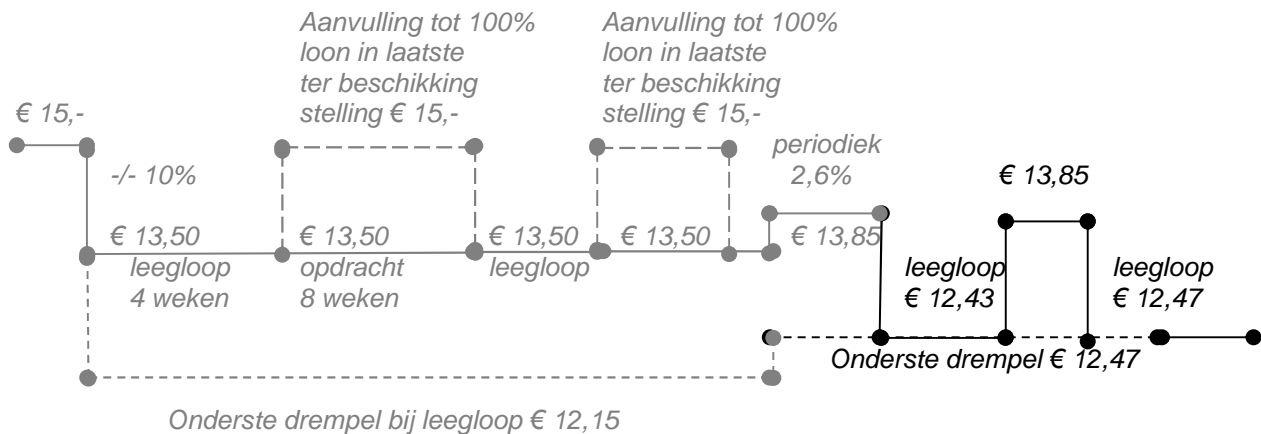 Aanvulling tot 100%
loon in laatste
ter beschikking
stelling € 15,-
Aanvulling tot 100%
loon in laatste
ter beschikking
stelling € 15,-
€ 15,-
-/- 10%
periodiek
2,6%
€ 13,85
€ 13,50
leegloop
4 weken
€ 13,50
opdracht
8 weken
€ 13,50
leegloop
€ 13,50
€ 13,85
leegloop
€ 12,43
leegloop
€ 12,47
Onderste drempel € 12,47
Onderste drempel bij leegloop € 12,15